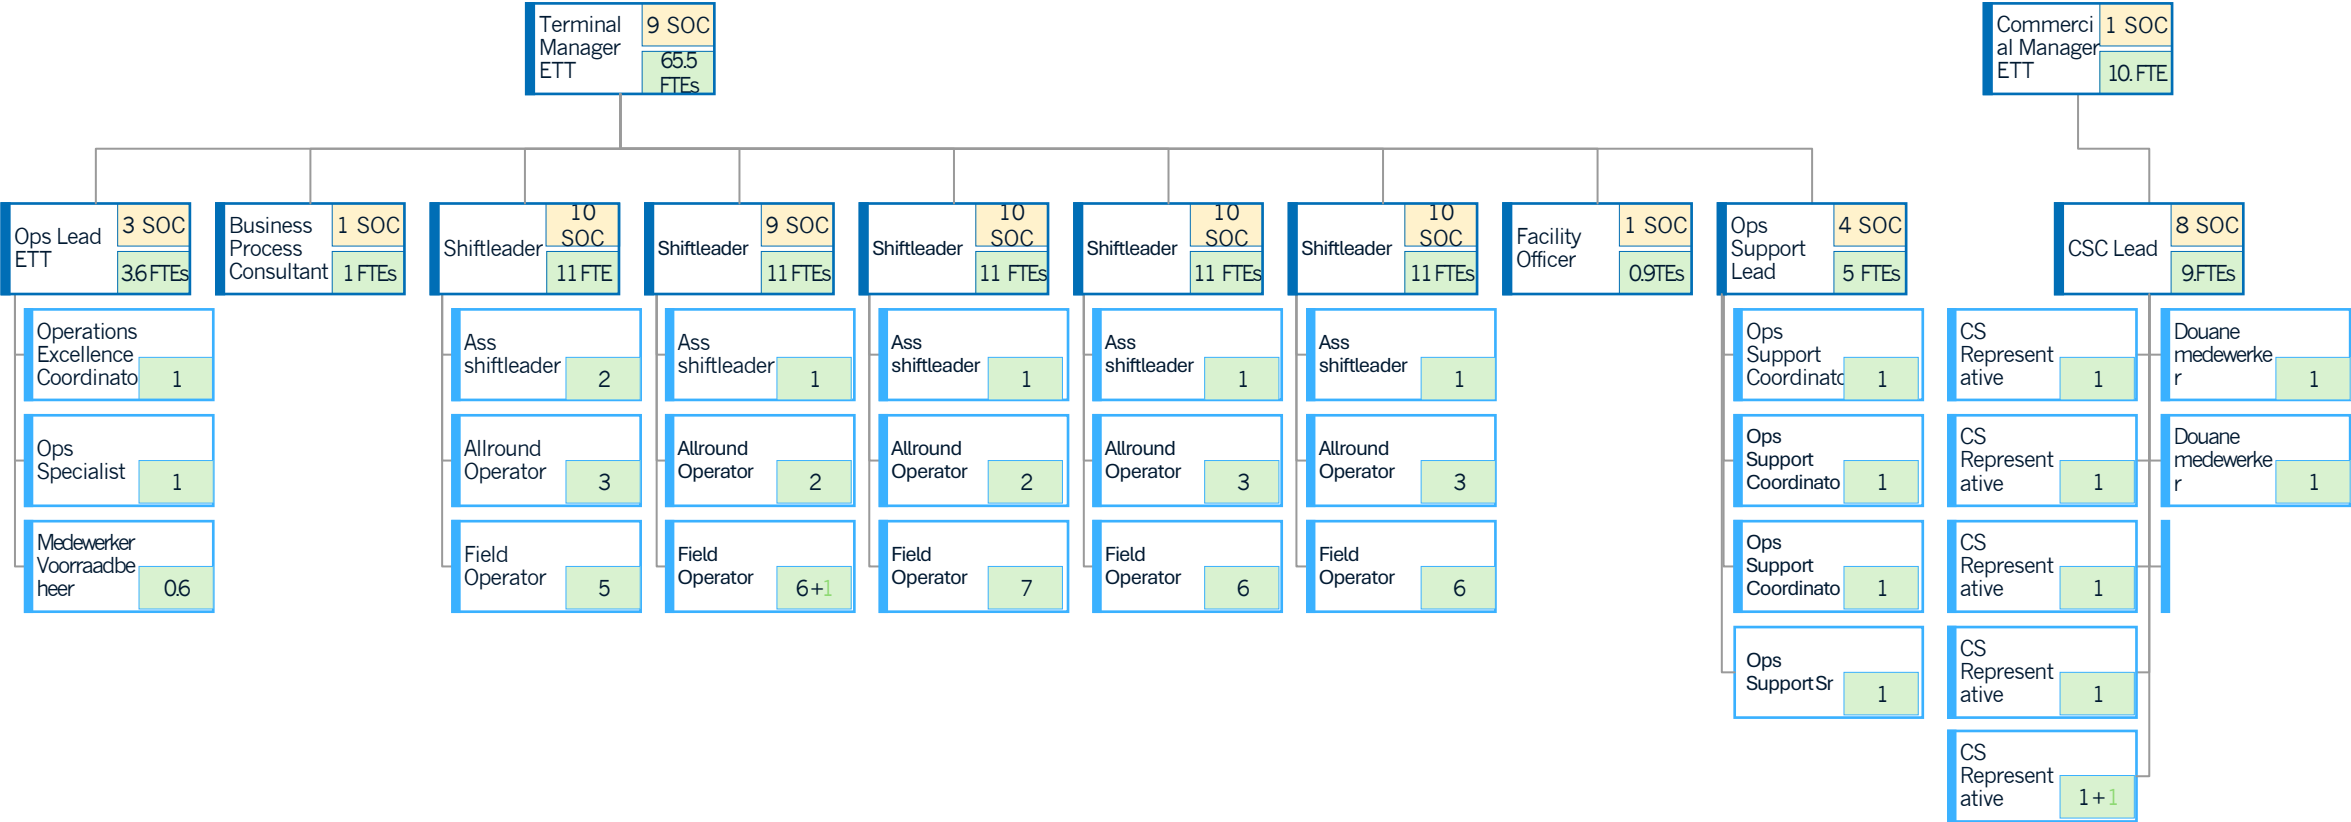 Terminal
Manager
ETT
9 SOC
65.5
FTEs
Commerci
al Manager
ETT
1 SOC
10. FTE
Ops Lead
ETT
3 SOC
3.6 FTEs
Business
Process
Consultant
1 SOC
1 FTEs
Shiftleader
10
SOC
11 FTE
Shiftleader
9 SOC
11 FTEs
Shiftleader
10
SOC
11 FTEs
Shiftleader
10
SOC
11 FTEs
Shiftleader
10
SOC
11 FTEs
Facility
Officer
1 SOC
0.9TEs
Ops
Support
Lead
4 SOC
5 FTEs
CSC Lead
8 SOC
9.FTEs
Operations
Excellence
Coordinato
1
Ops
Specialist
1
Medewerker
Voorraadbe
heer
0.6
Ass
shiftleader
2
Allround
Operator
3
Field
Operator
5
Ass
shiftleader
1
Allround
Operator
2
Field
Operator
6+1
Ass
shiftleader
1
Allround
Operator
2
Field
Operator
7
Ass
shiftleader
1
Allround
Operator
3
Field
Operator
6
Ass
shiftleader
1
Allround
Operator
3
Field
Operator
6
Ops
Support
Coordinato
1
Ops
Support
Coordinato
1
Ops
Support
Coordinato
1
Ops
Support Sr
1
CS
Represent
ative
1
CS
Represent
ative
1
CS
Represent
ative
1
CS
Represent
ative
1
CS
Represent
ative
1+1
Douane
medewerke
r
1
Douane
medewerke
r
1